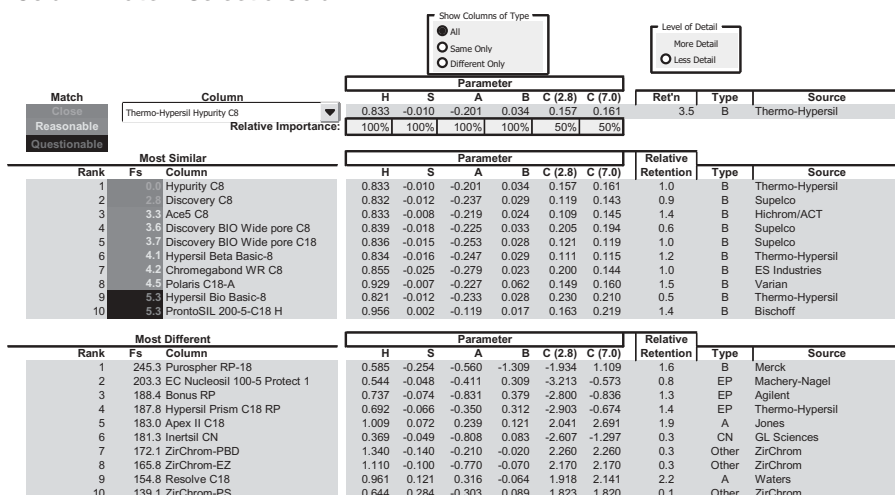 Show Columns of Type
All
Same Only
Different Only
Level of Detail
More Detail
Less Detail
Parameter
Match Column H S A B C (2.8) C (7.0) Ret'n Type Source
Close Thermo-Hypersil Hypurity C8 0.833 -0.010 -0.201 0.034 0.157 0.161 3.5 B Thermo-Hypersil
Reasonable Relative Importance: 100% 100% 100% 100% 50% 50%
Questionable
Most Similar Parameter Relative
Rank Fs Column H S A B C (2.8) C (7.0) Retention Type Source
1 0.0 Hypurity C8 0.833 -0.010 -0.201 0.034 0.157 0.161 1.0 B Thermo-Hypersil
2 2.8 Discovery C8 0.832 -0.012 -0.237 0.029 0.119 0.143 0.9 B Supelco
3 3.3 Ace5 C8 0.833 -0.008 -0.219 0.024 0.109 0.145 1.4 B Hichrom/ACT
4 3.6 Discovery BIO Wide pore C8 0.839 -0.018 -0.225 0.033 0.205 0.194 0.6 B Supelco
5 3.7 Discovery BIO Wide pore C18 0.836 -0.015 -0.253 0.028 0.121 0.119 1.0 B Supelco
6 4.1 Hypersil Beta Basic-8 0.834 -0.016 -0.247 0.029 0.111 0.115 1.2 B Thermo-Hypersil
7 4.2 Chromegabond WR C8 0.855 -0.025 -0.279 0.023 0.200 0.144 1.0 B ES Industries
8 4.5 Polaris C18-A 0.929 -0.007 -0.227 0.062 0.149 0.160 1.5 B Varian
9 5.3 Hypersil Bio Basic-8 0.821 -0.012 -0.233 0.028 0.230 0.210 0.5 B Thermo-Hypersil
10 5.3 ProntoSIL 200-5-C18 H 0.956 0.002 -0.119 0.017 0.163 0.219 1.4 B Bischoff
Most Different Parameter Relative
Rank Fs Column H S A B C (2.8) C (7.0) Retention Type Source
1 245.3 Purospher RP-18 0.585 -0.254 -0.560 -1.309 -1.934 1.109 1.6 B Merck
2 203.3 EC Nucleosil 100-5 Protect 1 0.544 -0.048 -0.411 0.309 -3.213 -0.573 0.8 EP Machery-Nagel
3 188.4 Bonus RP 0.737 -0.074 -0.831 0.379 -2.800 -0.836 1.3 EP Agilent
4 187.8 Hypersil Prism C18 RP 0.692 -0.066 -0.350 0.312 -2.903 -0.674 1.4 EP Thermo-Hypersil
5 183.0 Apex II C18 1.009 0.072 0.239 0.121 2.041 2.691 1.9 A Jones
6 181.3 Inertsil CN 0.369 -0.049 -0.808 0.083 -2.607 -1.297 0.3 CN GL Sciences
7 172.1 ZirChrom-PBD 1.340 -0.140 -0.210 -0.020 2.260 2.260 0.3 Other ZirChrom
8 165.8 ZirChrom-EZ 1.110 -0.100 -0.770 -0.070 2.170 2.170 0.3 Other ZirChrom
9 154.8 Resolve C18 0.961 0.121 0.316 -0.064 1.918 2.141 2.2 A Waters
10 139.1 ZirChrom-PS 0.644 0.284 -0.303 0.089 1.823 1.820 0.1 Other ZirChrom